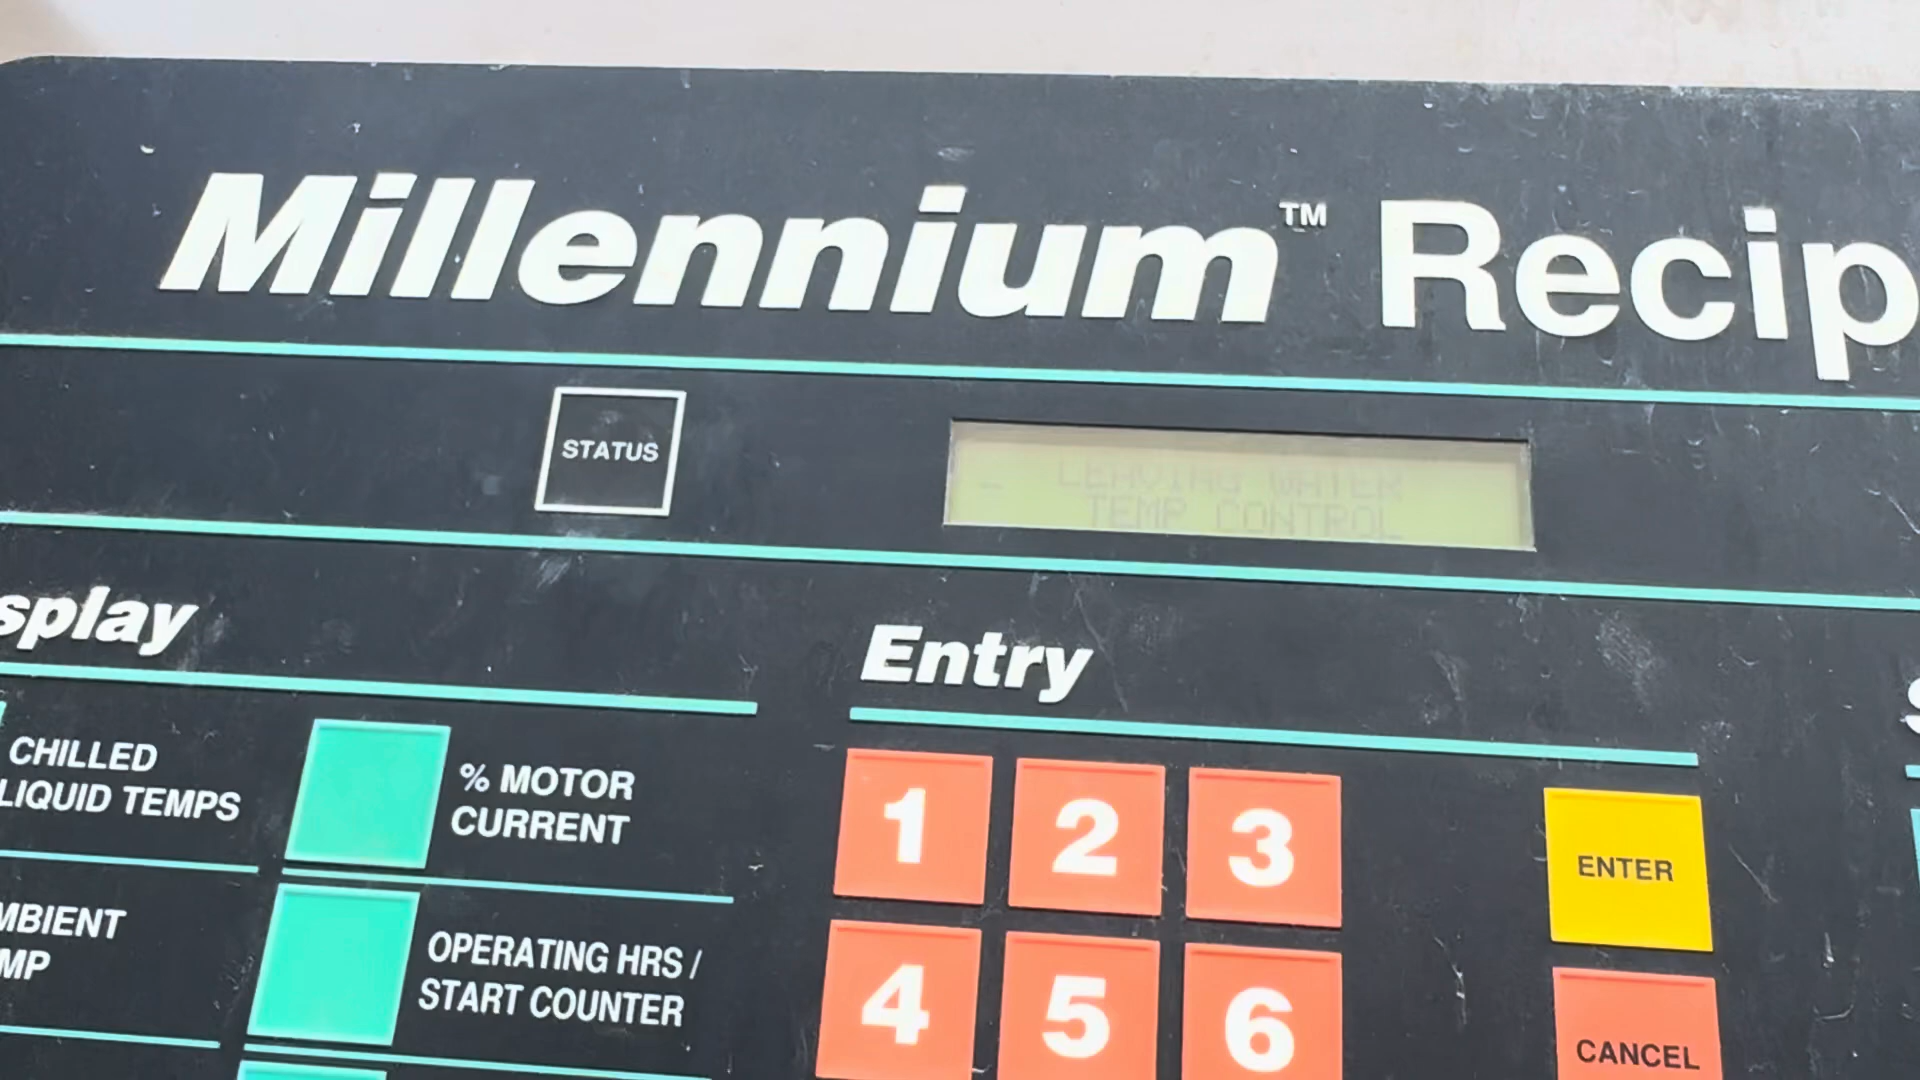 Millennium™ Recip
STATUS
LEAVING WATER
TEMP CONTROL
splay
Entry
CHILLED
LIQUID TEMPS
% MOTOR
CURRENT
1 2 3
ENTER
MBIENT
MP
OPERATING HRS /
START COUNTER
4 5 6
CANCEL